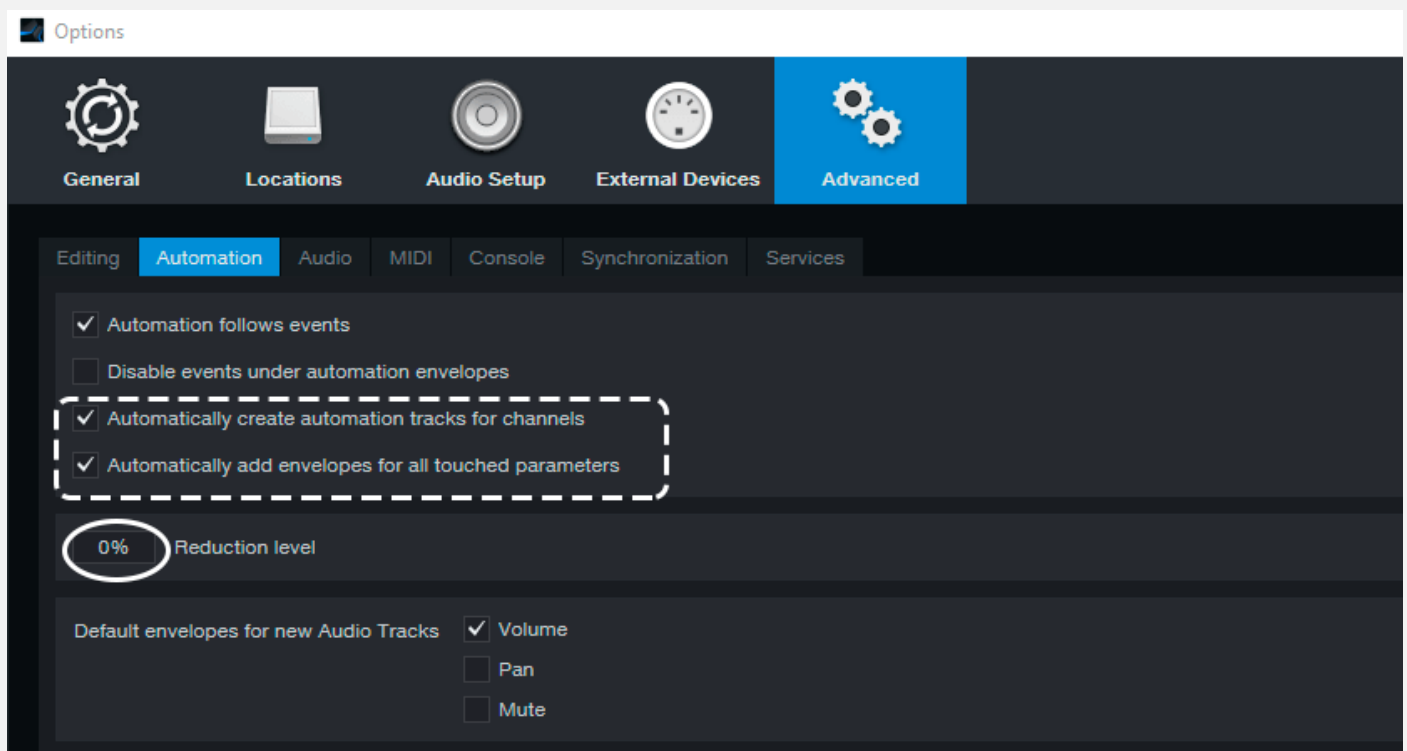 Options
General Locations Audio Setup External Devices Advanced
Editing Automation Audio MIDI Console Synchronization Services
Automation follows events
Disable events under automation envelopes
Automatically create automation tracks for channels
Automatically add envelopes for all touched parameters
0% Reduction level
Default envelopes for new Audio Tracks Volume
Pan
Mute